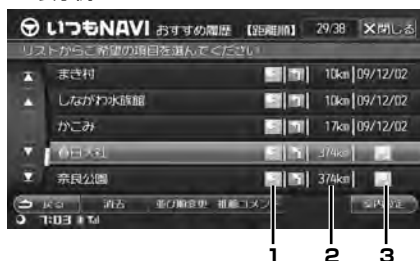 いつもNAVI おすすめ履歴 【距離順】 29/38 ×閉じる
リストからご希望の項目を選んでください
まき村 10km 09/12/02
しながわ水族館 10km 09/12/02
かこみ 17km 09/12/02
春日大社 374km
奈良公園 374km
戻る 消去 並び順変更 推薦コメント
7:03
1 2 3